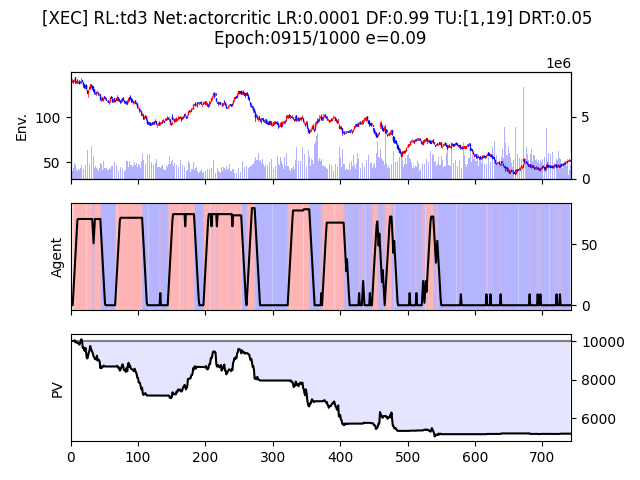 [XEC] RL:td3 Net:actorcritic LR:0.0001 DF:0.99 TU:[1,19] DRT:0.05
Epoch:0915/1000 e=0.09
1e6
Env.
100
50
5
0
Agent
50
0
PV
10000
8000
6000
0 100 200 300 400 500 600 700